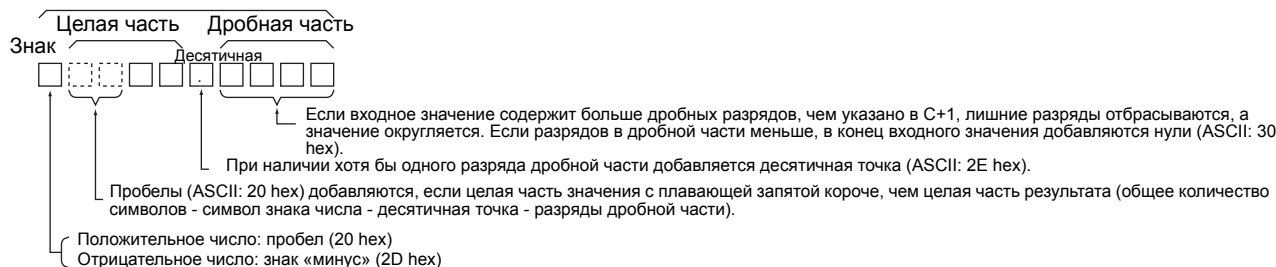 Целая часть Дробная часть
Знак
Десятичная
.
Если входное значение содержит больше дробных разрядов, чем указано в C+1, лишние разряды отбрасываются, а
значение округляется. Если разрядов в дробной части меньше, в конец входного значения добавляются нули (ASCII: 30
hex).
При наличии хотя бы одного разряда дробной части добавляется десятичная точка (ASCII: 2E hex).
Пробелы (ASCII: 20 hex) добавляются, если целая часть значения с плавающей запятой короче, чем целая часть результата (общее количество
символов - символ знака числа - десятичная точка - разряды дробной части).
Положительное число: пробел (20 hex)
Отрицательное число: знак «минус» (2D hex)